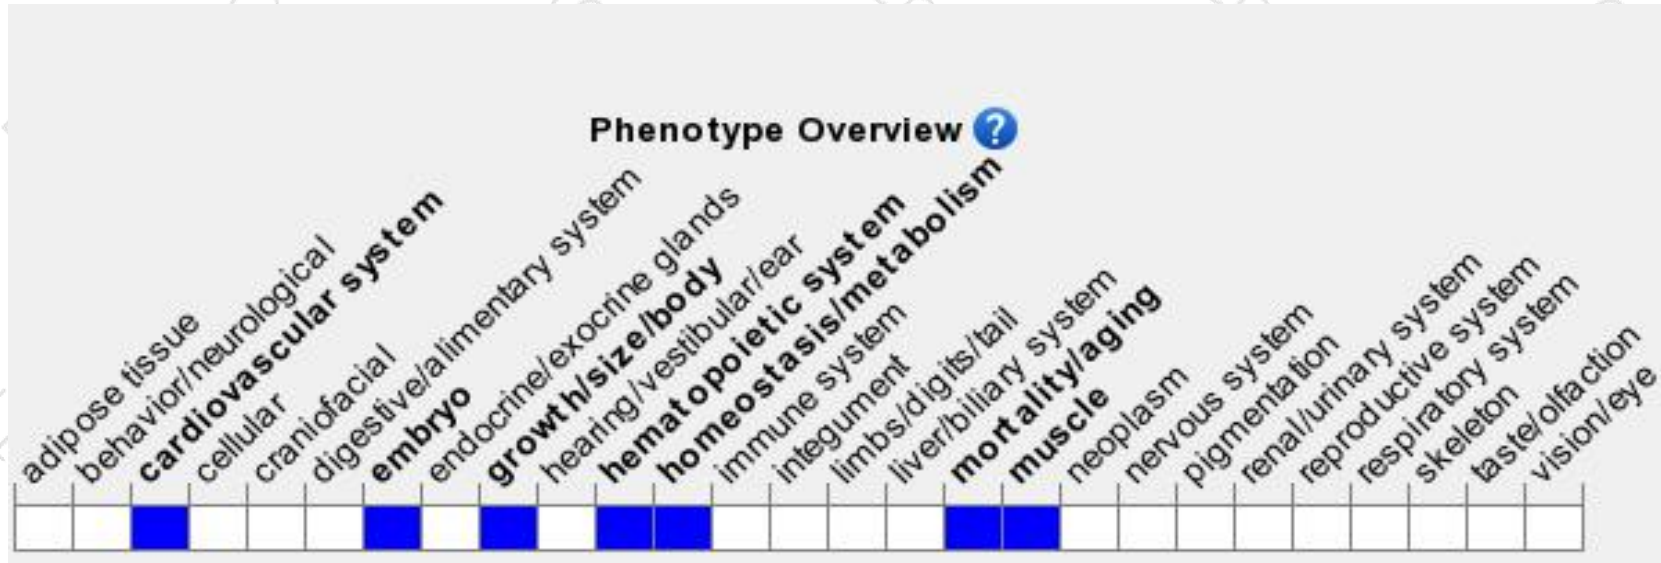 Phenotype Overview ?
adipose tissue
behavior/neurological
cardiovascular system
cellular
craniofacial
digestive/alimentary system
embryo
endocrine/exocrine glands
growth/size/body
hearing/vestibular/ear
hematopoietic system
homeostasis/metabolism
immune system
integument
limbs/digits/tail
liver/biliary system
mortality/aging
muscle
neoplasm
nervous system
pigmentation
renal/urinary system
reproductive system
respiratory system
skeleton
taste/olfaction
vision/eye